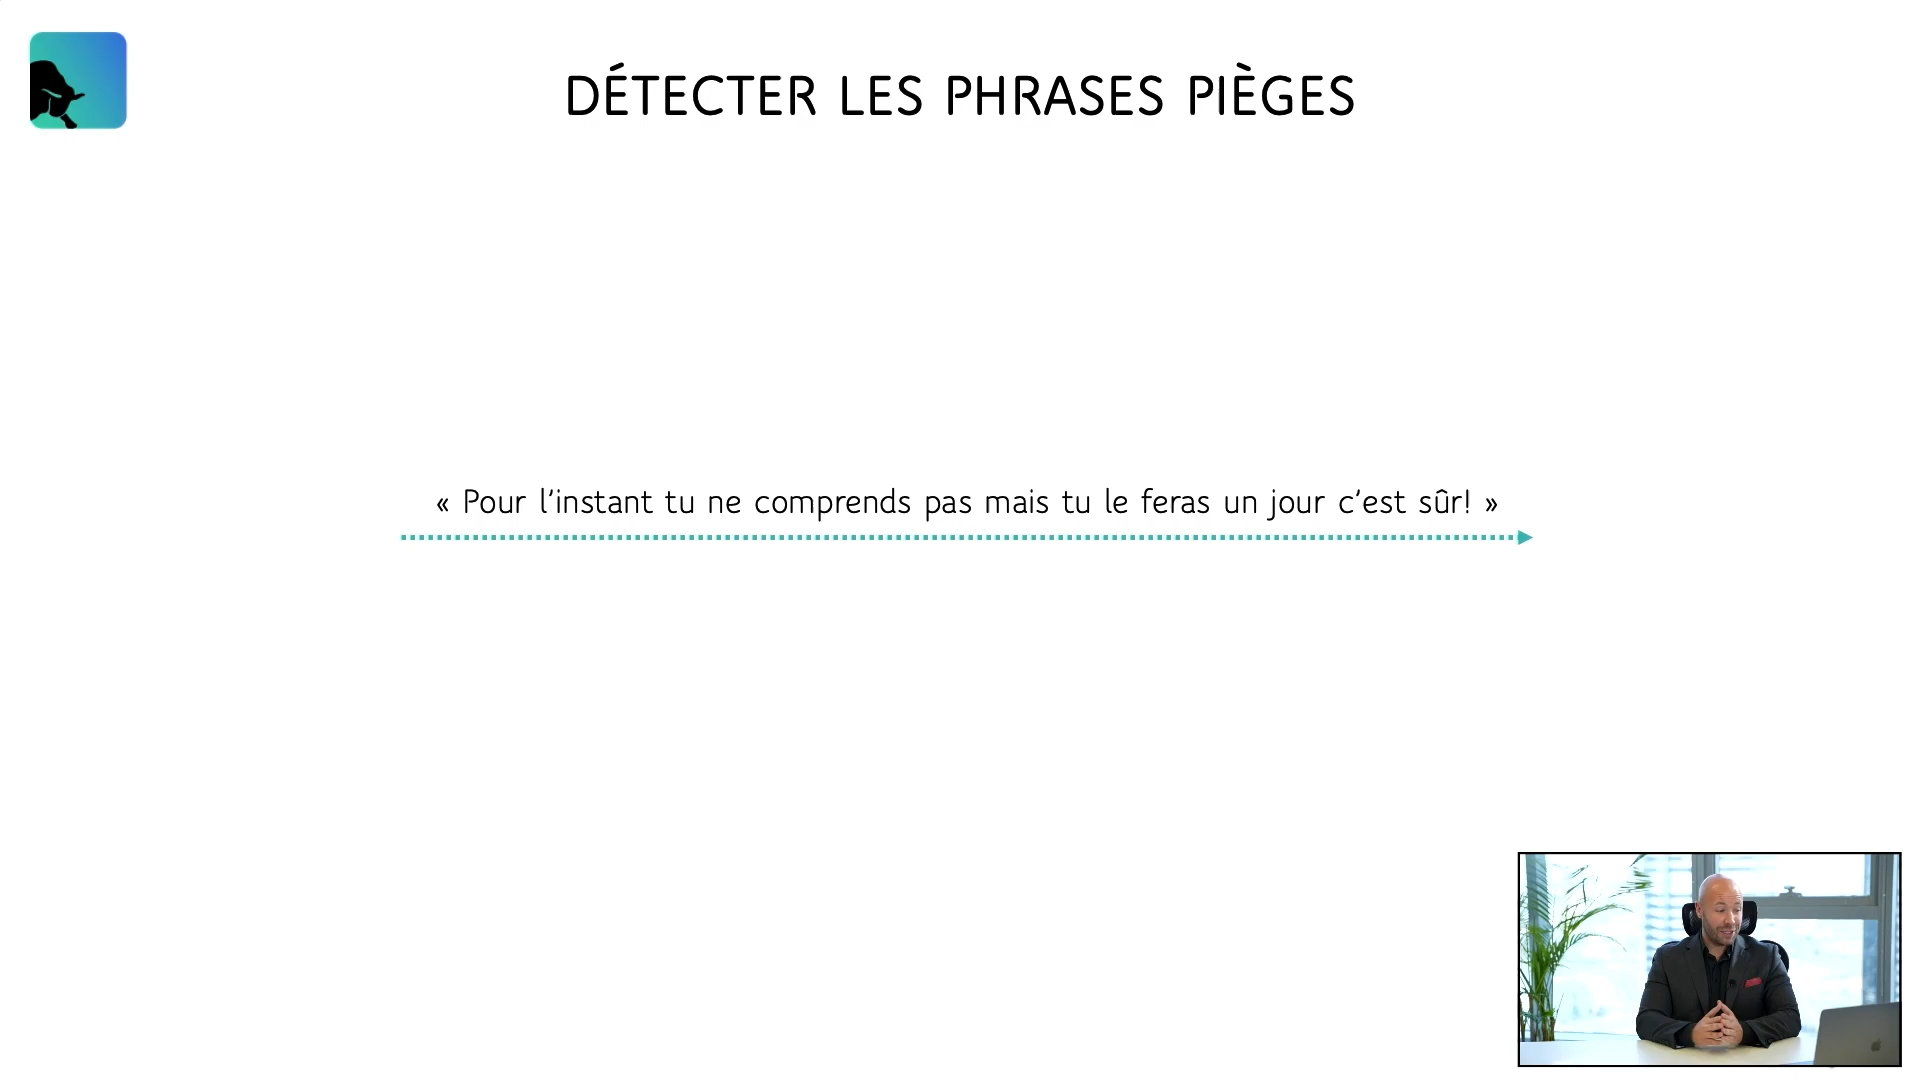 DÉTECTER LES PHRASES PIÈGES
« Pour l’instant tu ne comprends pas mais tu le feras un jour c’est sûr! »